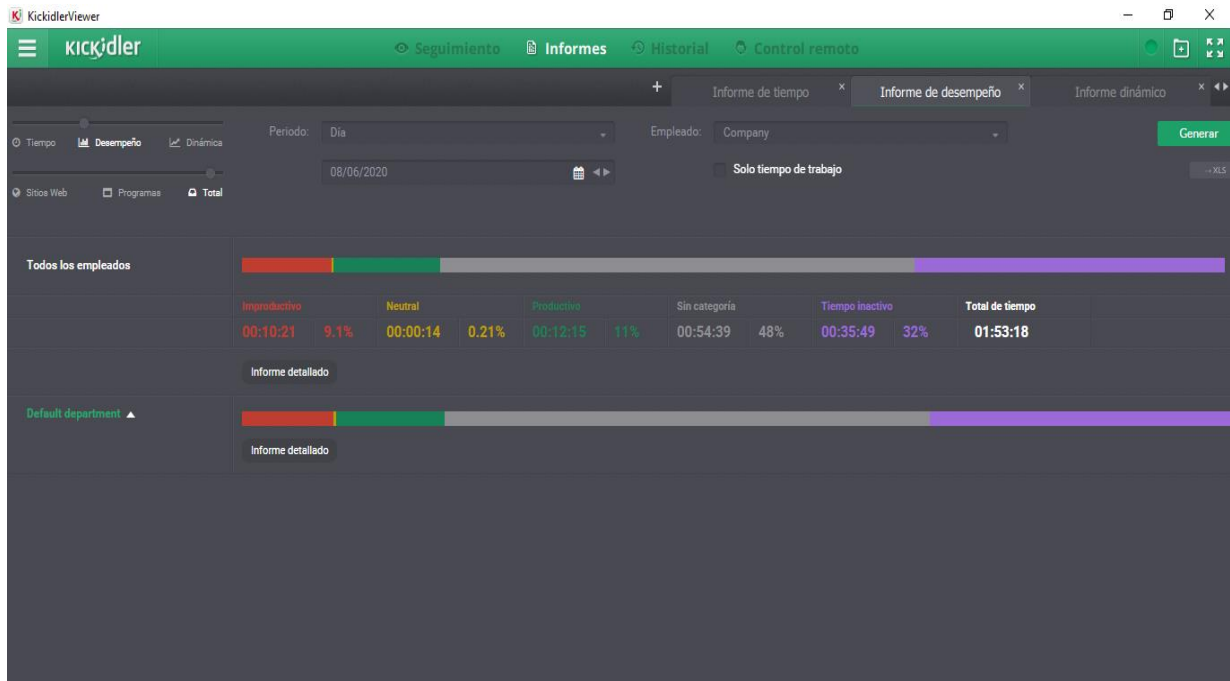 KickidlerViewer
KICKidler
Seguimiento
Informes
Historial
Control remoto
Informe de tiempo
Informe de desempeño
Informe dinámico
Tiempo
Desempeño
Dinámica
Periodo:
Día
Empleado:
Company
Generar
08/06/2020
Solo tiempo de trabajo
→XLS
Sitios Web
Programas
Total
Todos los empleados
Improductivo
Neutral
Productivo
Sin categoría
Tiempo inactivo
Total de tiempo
00:10:21 9.1%
00:00:14 0.21%
00:12:15 11%
00:54:39 48%
00:35:49 32%
01:53:18
Informe detallado
Default department
Informe detallado